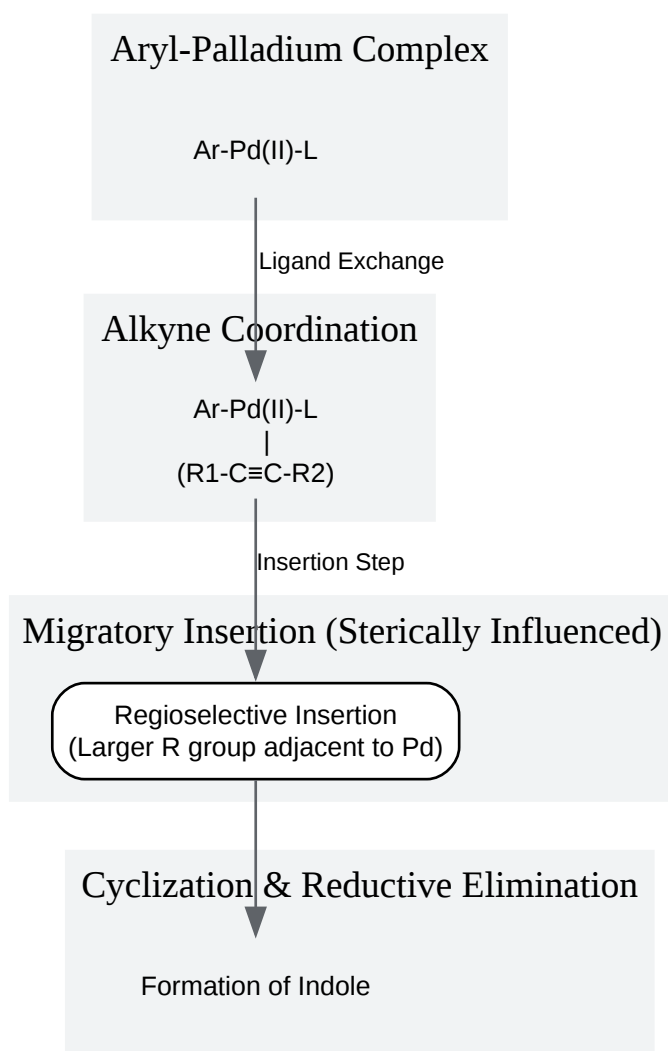 Aryl-Palladium Complex
Ar-Pd(II)-L
Ligand Exchange
Alkyne Coordination
Ar-Pd(II)-L
|
(R1-C≡C-R2)
Insertion Step
Migratory Insertion (Sterically Influenced)
Regioselective Insertion
(Larger R group adjacent to Pd)
Cyclization & Reductive Elimination
Formation of Indole